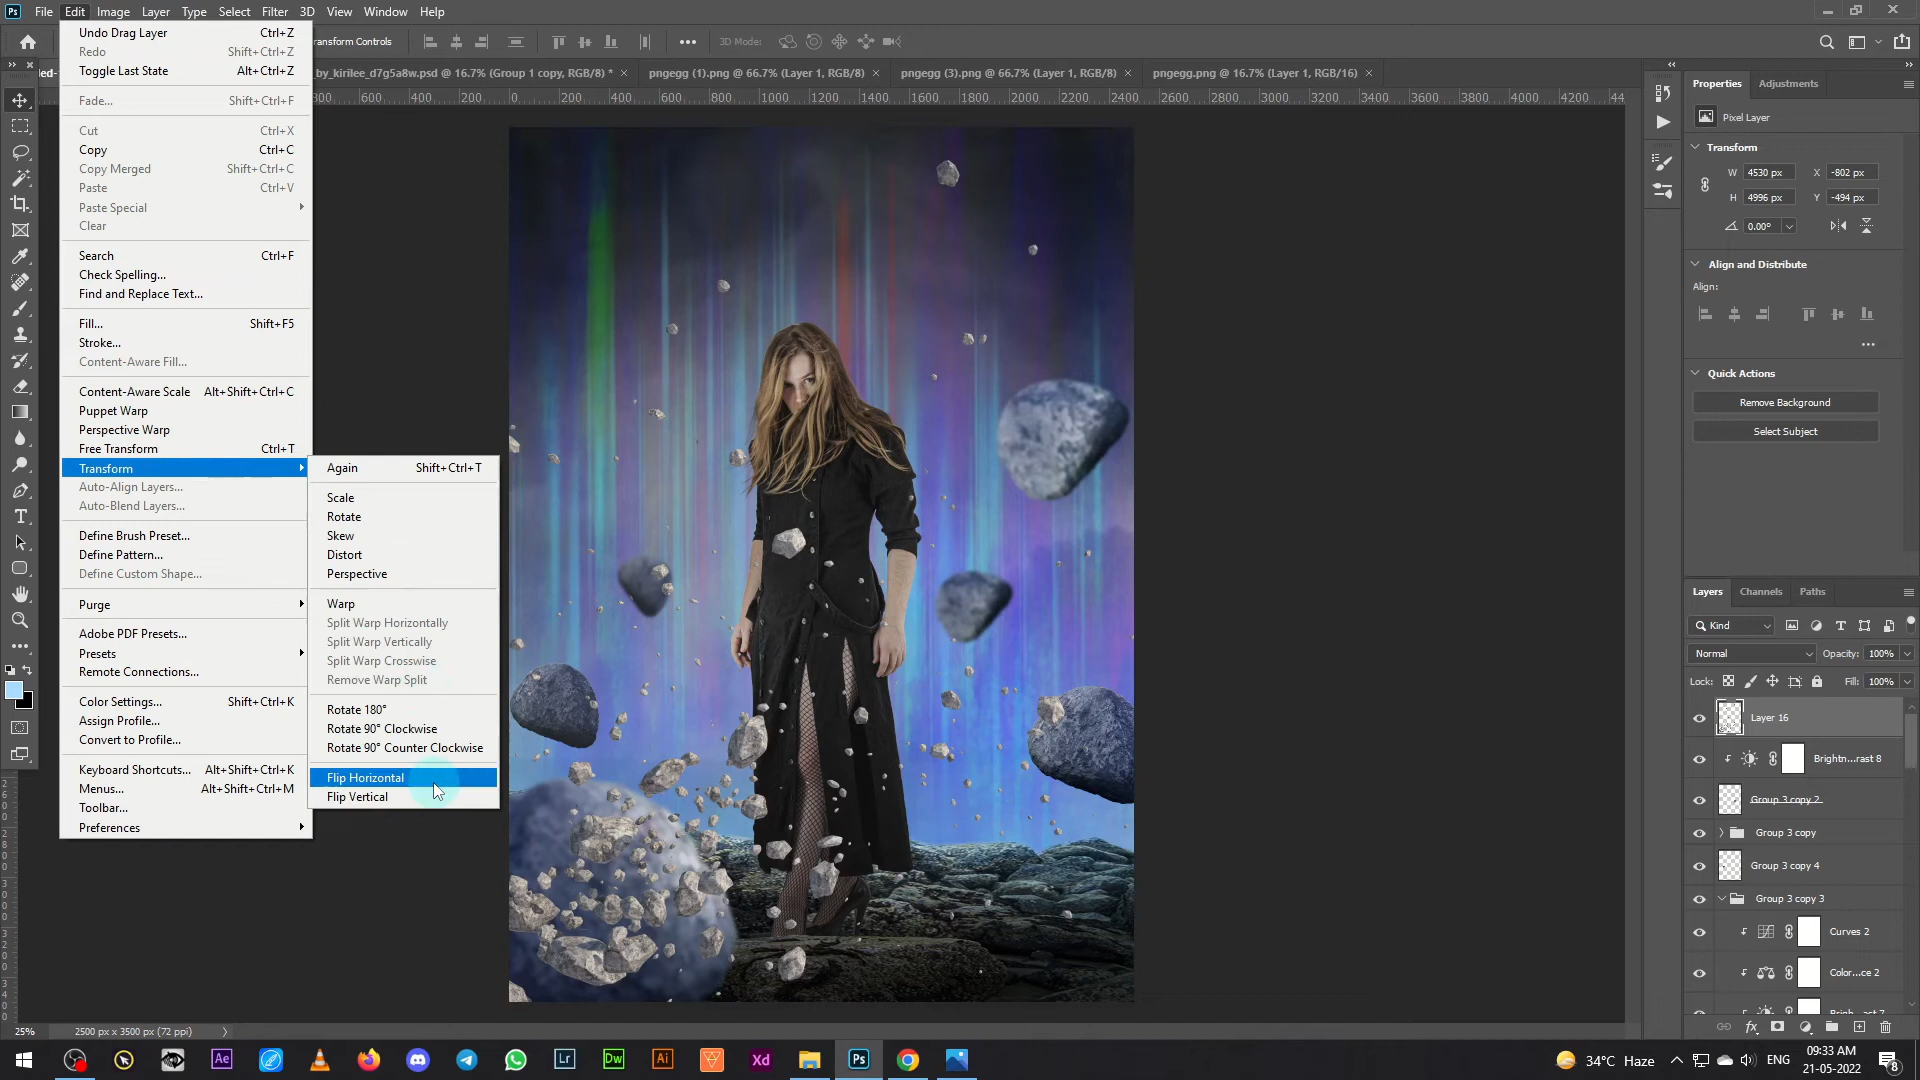 File Edit Image Layer Type Select Filter 3D View Window Help
ransform Controls
3D Mode:
led-
_by_kirilee_d7g5a8w.psd @ 16.7% (Group 1 copy, RGB/8) *
pngegg (1).png @ 66.7% (Layer 1, RGB/8)
pngegg (3).png @ 66.7% (Layer 1, RGB/8)
pngegg.png @ 16.7% (Layer 1, RGB/16)
800 600 400 200 0 200 400 600 800 1000 1200 1400 1600 1800 2000 2200 2400 2600 2800 3000 3200 3400 3600 3800 4000 4200 44
Undo Drag Layer Ctrl+Z
Redo Shift+Ctrl+Z
Toggle Last State Alt+Ctrl+Z
Fade... Shift+Ctrl+F
Cut Ctrl+X
Copy Ctrl+C
Copy Merged Shift+Ctrl+C
Paste Ctrl+V
Paste Special
Clear
Search Ctrl+F
Check Spelling...
Find and Replace Text...
Fill... Shift+F5
Stroke...
Content-Aware Fill...
Content-Aware Scale Alt+Shift+Ctrl+C
Puppet Warp
Perspective Warp
Free Transform Ctrl+T
Transform
Auto-Align Layers...
Auto-Blend Layers...
Define Brush Preset...
Define Pattern...
Define Custom Shape...
Purge
Adobe PDF Presets...
Presets
Remote Connections...
Color Settings... Shift+Ctrl+K
Assign Profile...
Convert to Profile...
Keyboard Shortcuts... Alt+Shift+Ctrl+K
Menus... Alt+Shift+Ctrl+M
Toolbar...
Preferences
Again Shift+Ctrl+T
Scale
Rotate
Skew
Distort
Perspective
Warp
Split Warp Horizontally
Split Warp Vertically
Split Warp Crosswise
Remove Warp Split
Rotate 180°
Rotate 90° Clockwise
Rotate 90° Counter Clockwise
Flip Horizontal
Flip Vertical
Properties Adjustments
Pixel Layer
Transform
W 4530 px X -802 px
H 4996 px Y -494 px
0.00°
Align and Distribute
Align:
Quick Actions
Remove Background
Select Subject
Layers Channels Paths
Kind
Normal Opacity: 100%
Lock: Fill: 100%
Layer 16
Brightn...rast 8
Group 3 copy 2
Group 3 copy
Group 3 copy 4
Group 3 copy 3
Curves 2
Color...ce 2
Brigh...ast 7
25% 2500 px x 3500 px (72 ppi)
Ps Ae Lr Dw Ai Xd Ps
34°C Haze ENG
09:33 AM
21-05-2022
8